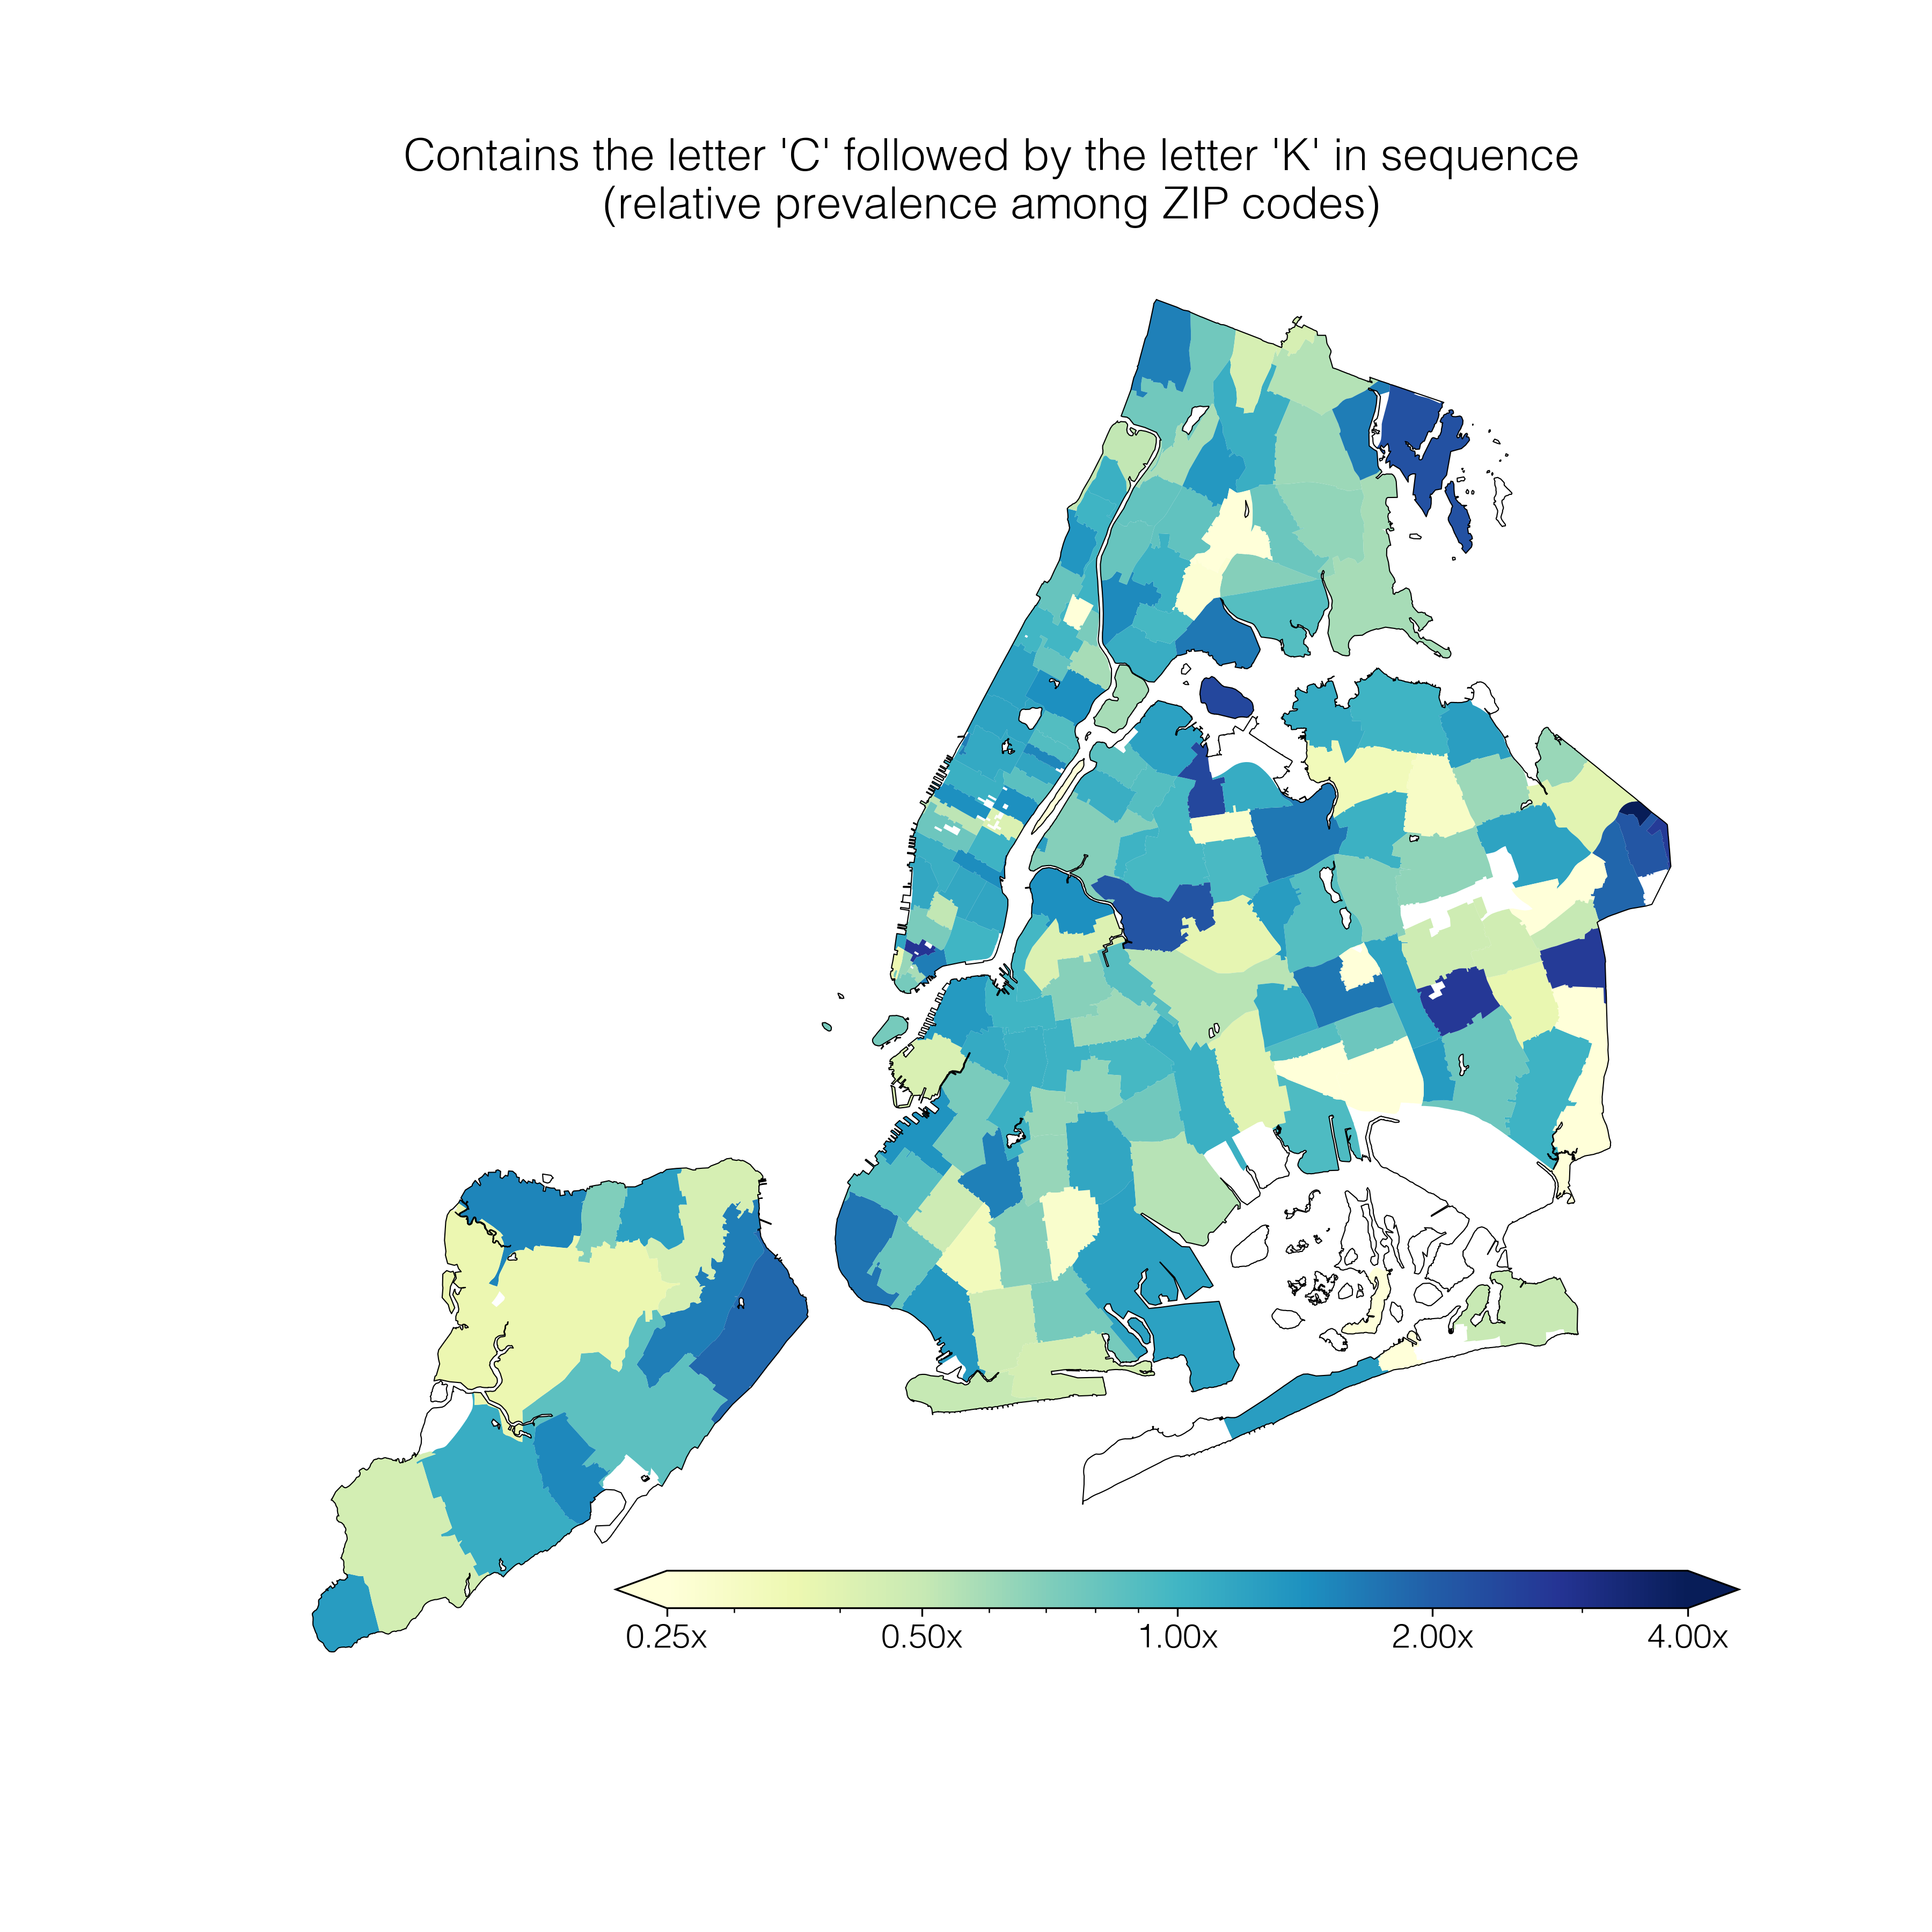 Contains the letter 'C' followed by the letter 'K' in sequence
(relative prevalence among ZIP codes)
0.25x 0.50x 1.00x 2.00x 4.00x